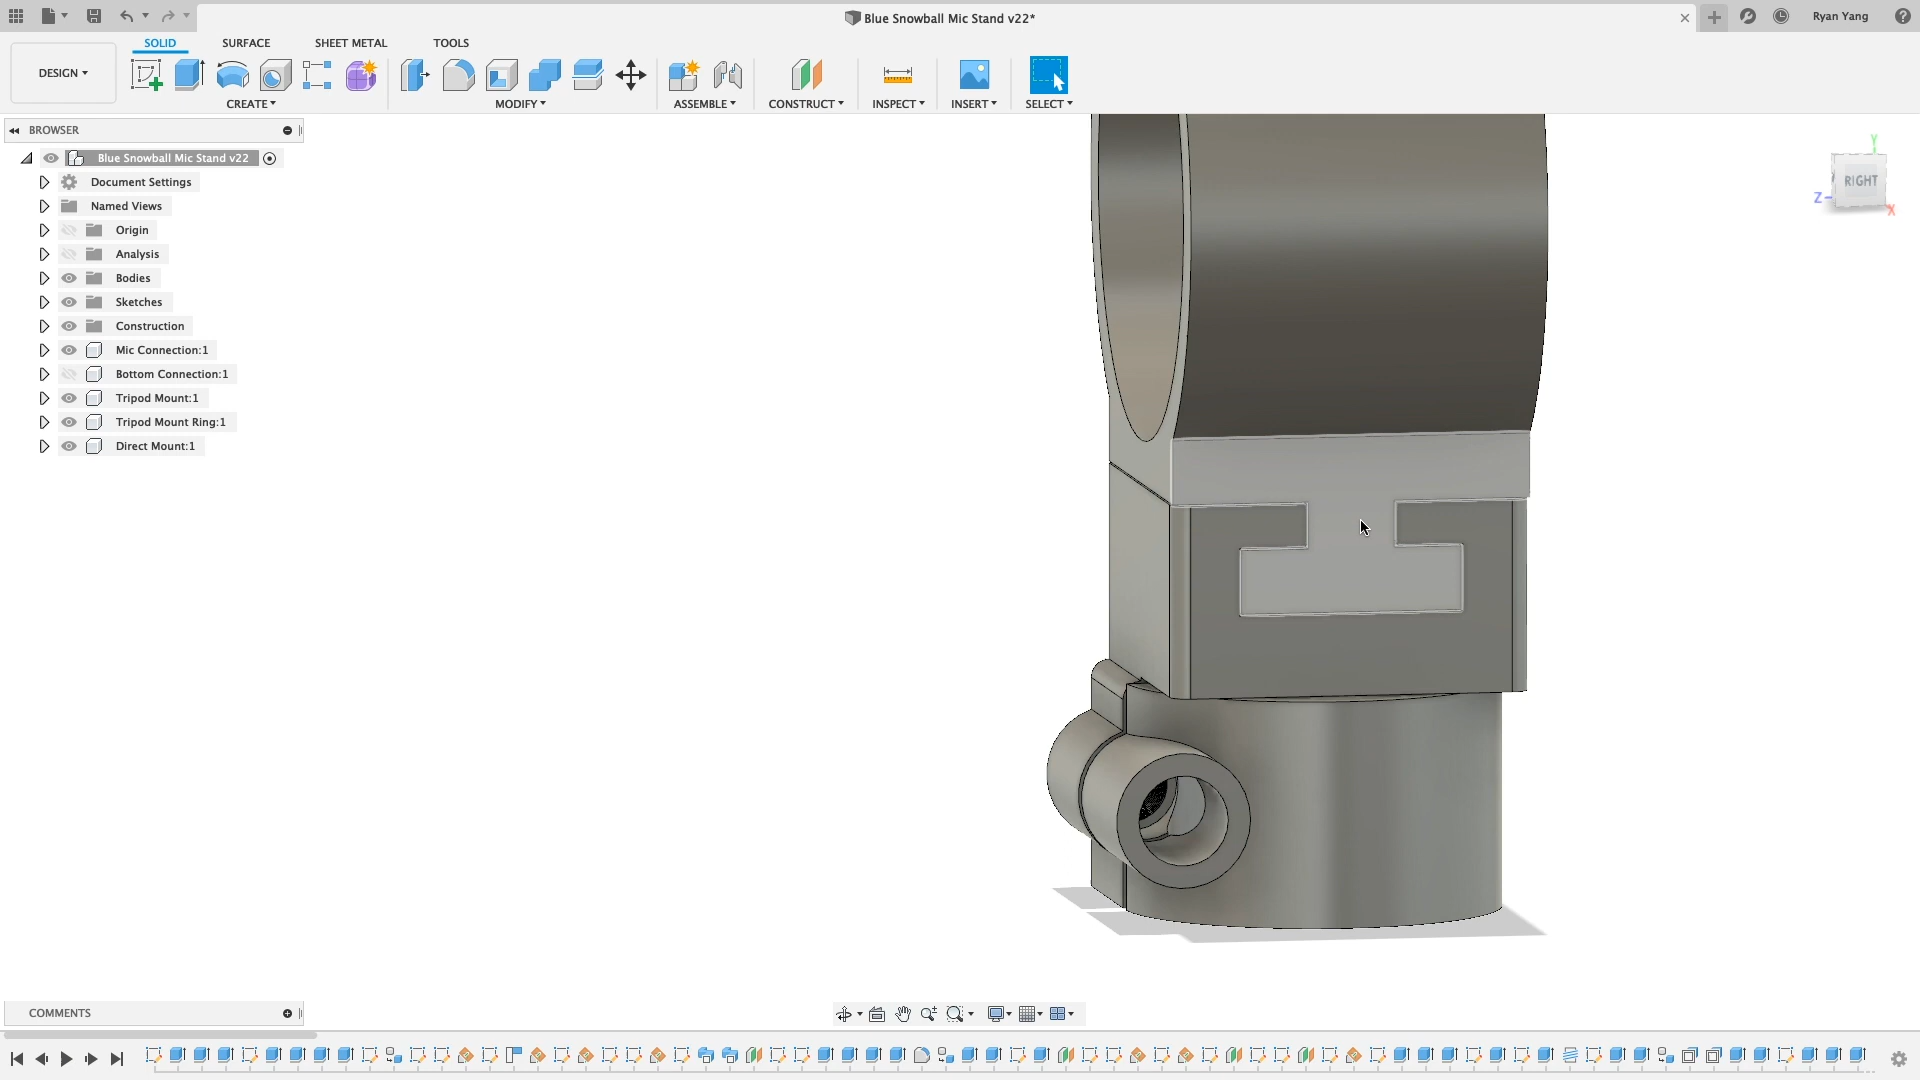 Blue Snowball Mic Stand v22*
Ryan Yang
SOLID SURFACE SHEET METAL TOOLS
DESIGN
CREATE MODIFY ASSEMBLE CONSTRUCT INSPECT INSERT SELECT
BROWSER
Blue Snowball Mic Stand v22
Document Settings
Named Views
Origin
Analysis
Bodies
Sketches
Construction
Mic Connection:1
Bottom Connection:1
Tripod Mount:1
Tripod Mount Ring:1
Direct Mount:1
Y
RIGHT
Z
X
COMMENTS